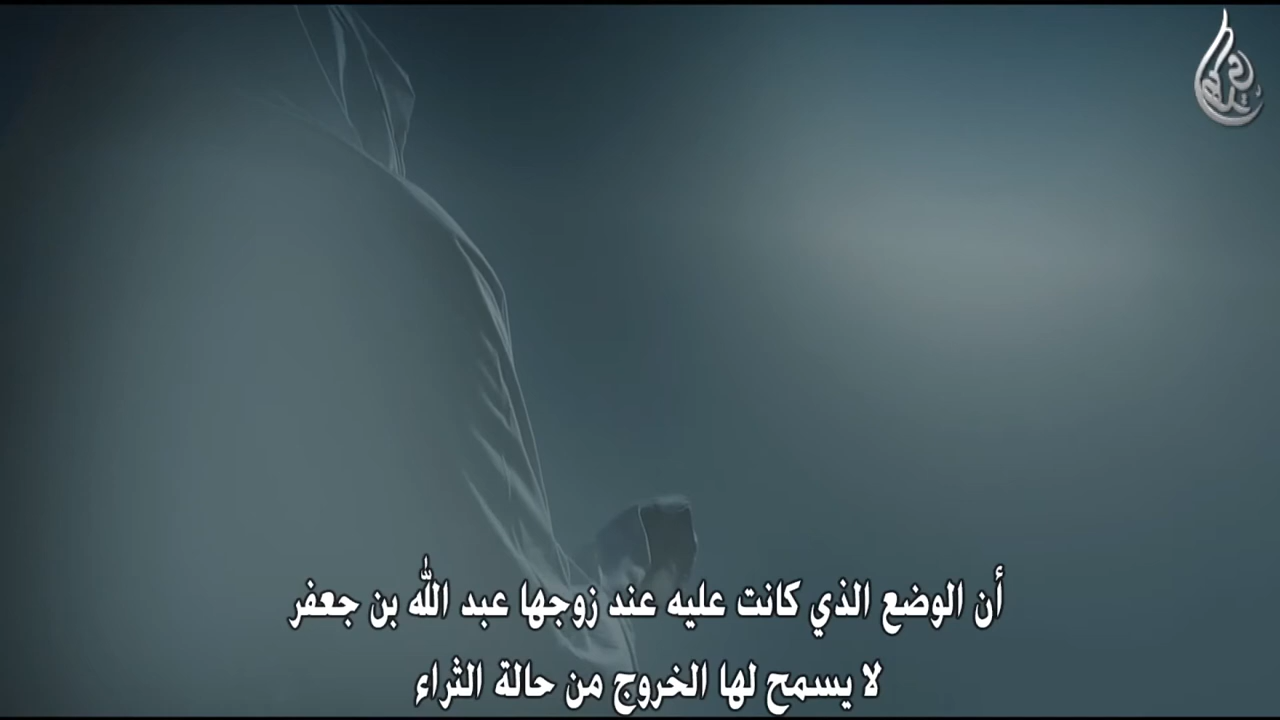 أن الوضع الذي كانت عليه عند زوجها عبد الله بن جعفر
لا يسمح لها الخروج من حالة الثراء